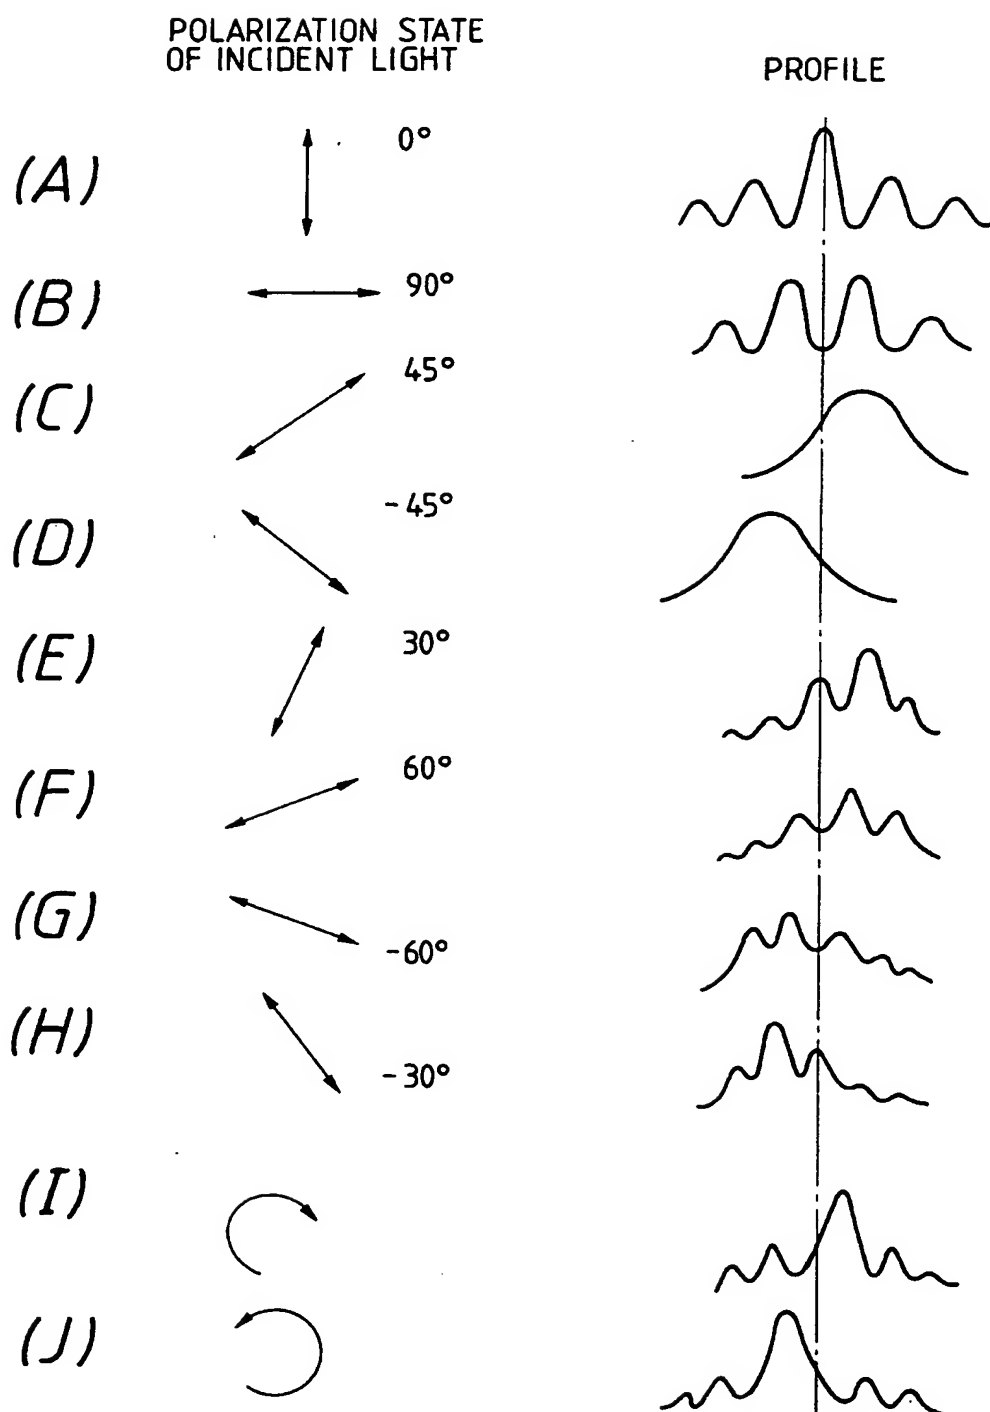 POLARIZATION STATE
OF INCIDENT LIGHT
PROFILE
(A)
0°
(B)
90°
(C)
45°
(D)
-45°
(E)
30°
(F)
60°
(G)
-60°
(H)
-30°
(I)
(J)